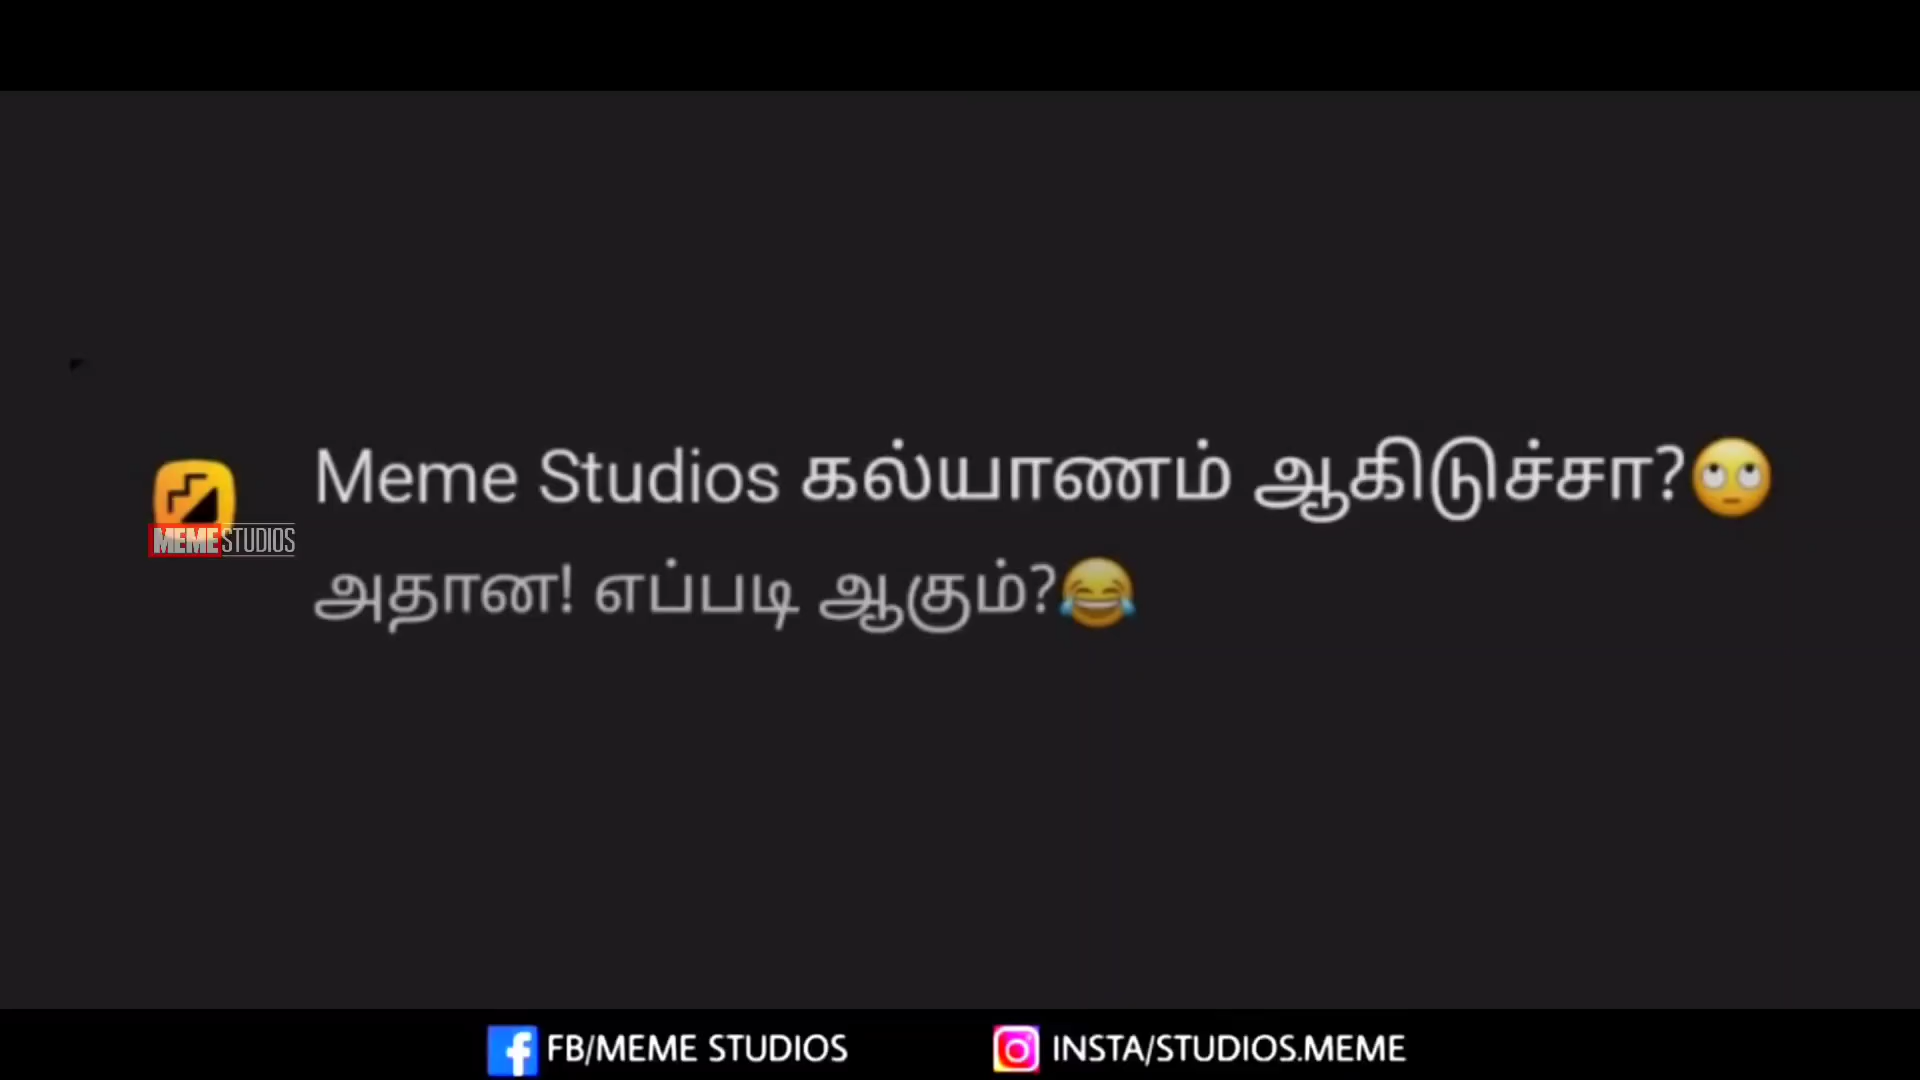 Meme Studios கல்யாணம் ஆகிடுச்சா?🙄
MEME STUDIOS
அதான! எப்படி ஆகும்?😂
FB/MEME STUDIOS
INSTA/STUDIOS.MEME